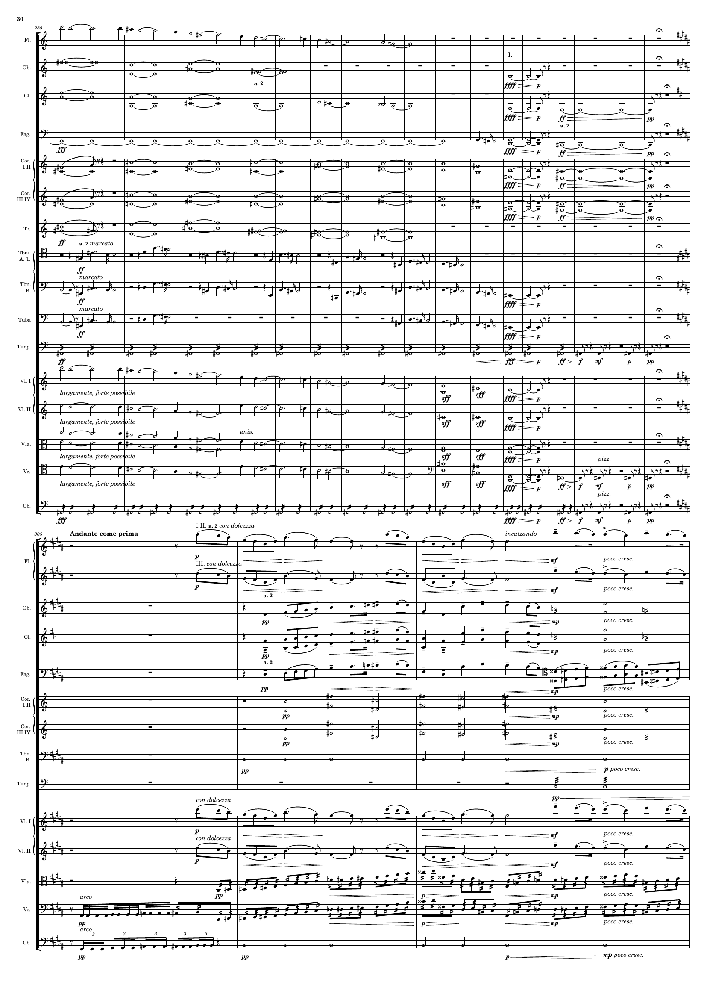 30
285
Fl.
I.
Ob.
ffff p
a. 2
Cl.
ffff p ff pp
a. 2
Fag.
fff ffff p ff pp
Cor.
I II
ffff p ff pp
Cor.
III IV
ffff p ff pp
Tr.
ff a. 2 marcato
Tbni.
A. T.
ff
marcato
Tbn.
B.
ff ffff p
marcato
Tuba
ff ffff p
Timp.
ff fff p ff f mf p pp
Vl. I
largamente, forte possibile sff sff ffff p
Vl. II
largamente, forte possibile sff sff ffff p
unis.
Vla.
largamente, forte possibile sff sff ffff p
pizz.
Vc.
largamente, forte possibile sff sff ffff p ff f mf p pp
pizz.
Cb.
fff ffff p ff f mf p pp
305
Andante come prima I.II. a. 2 con dolcezza incalzando
Fl.
p mf poco cresc.
III. con dolcezza
p mf poco cresc.
a. 2
Ob.
pp mp poco cresc.
Cl.
pp mp poco cresc.
a. 2
Fag.
pp mp poco cresc.
Cor.
I II
pp mp poco cresc.
Cor.
III IV
pp mp poco cresc.
Tbn.
B.
pp p poco cresc.
Timp.
pp
con dolcezza
Vl. I
p mf poco cresc.
con dolcezza
Vl. II
p mf poco cresc.
Vla.
pp p mp poco cresc.
arco
Vc.
pp p mp poco cresc.
arco
3 3 3 3 3
Cb.
pp pp p mp poco cresc.